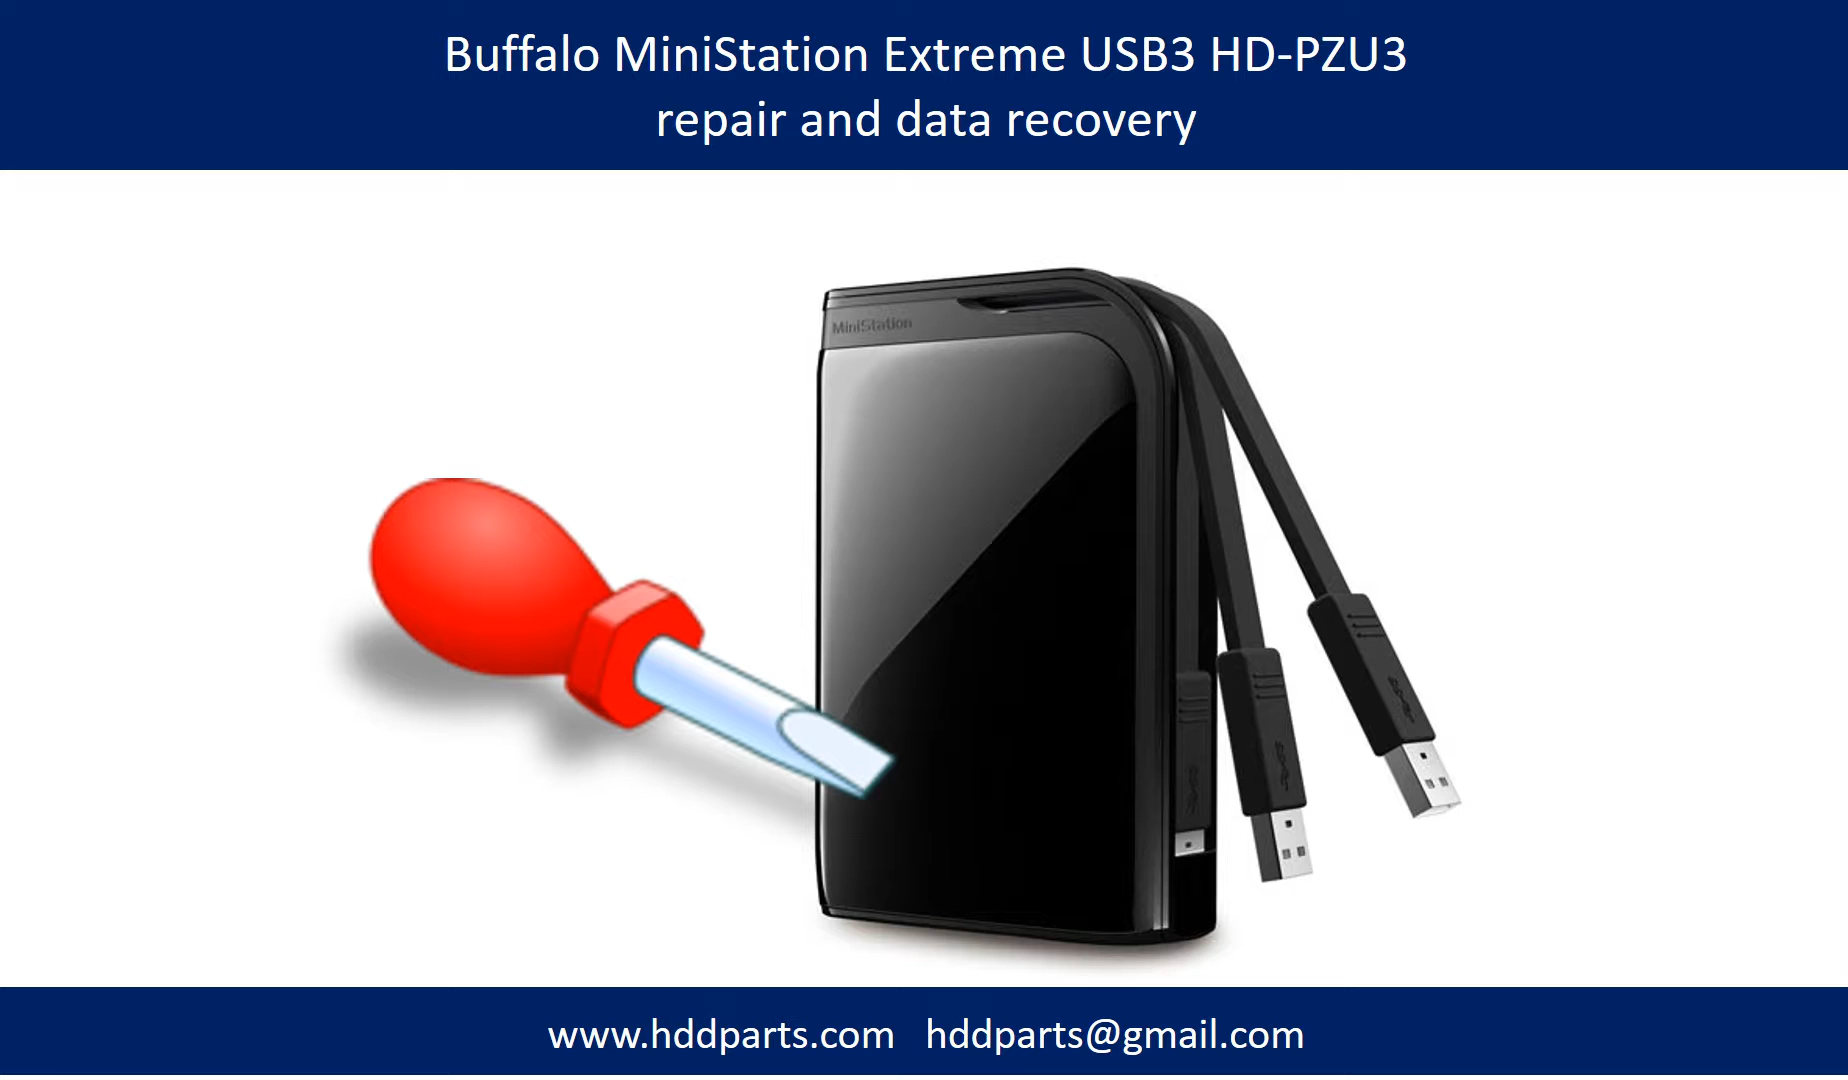 Buffalo MiniStation Extreme USB3 HD-PZU3
repair and data recovery
MiniStation
www.hddparts.com   hddparts@gmail.com